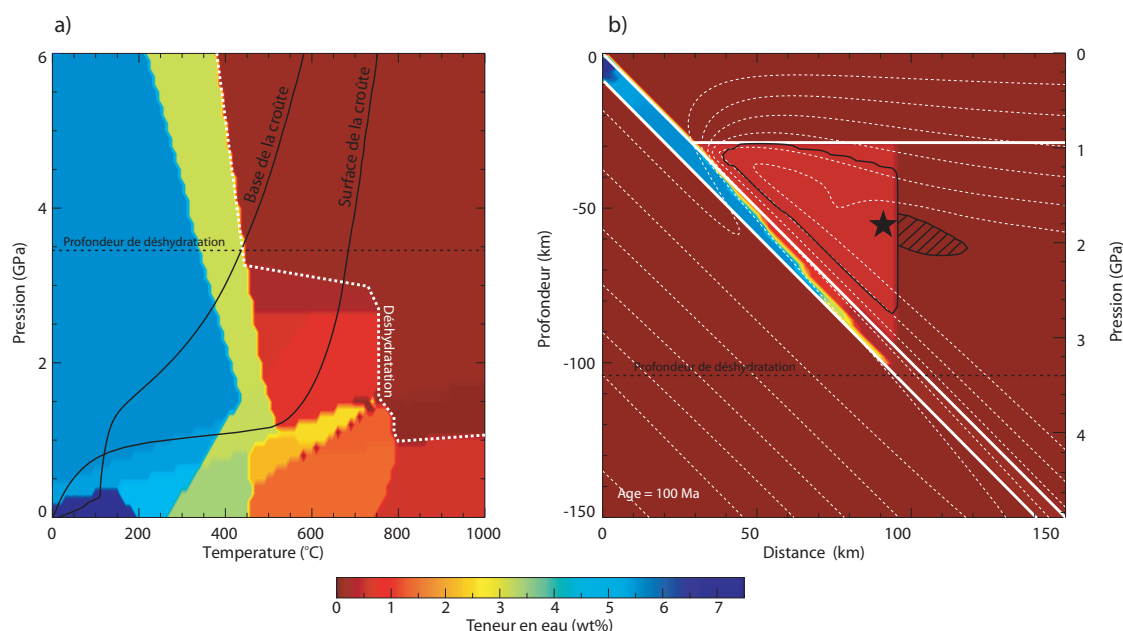 a)
b)
6
4
2
0
Pression (GPa)
Base de la croûte
Surface de la croûte
Profondeur de déshydratation
Déshydratation
0
200
400
600
800
1000
Temperature (°C)
0
-50
-100
-150
Profondeur (km)
Profondeur de déshydratation
Age = 100 Ma
0
1
2
3
4
Pression (GPa)
0
50
100
150
Distance (km)
0
1
2
3
4
5
6
7
Teneur en eau (wt%)